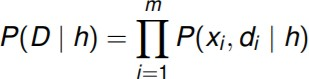 P(D | h) = ∏_{i=1}^{m} P(x_i, d_i | h)